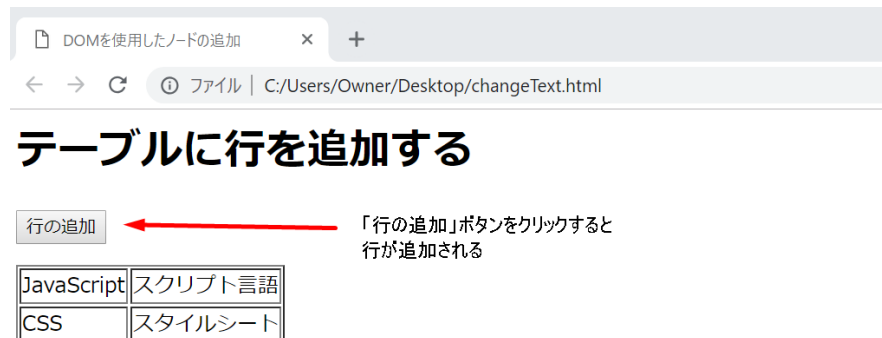 DOMを使用したノードの追加
ファイル | C:/Users/Owner/Desktop/changeText.html
テーブルに行を追加する
行の追加
「行の追加」ボタンをクリックすると
行が追加される
JavaScript スクリプト言語
CSS スタイルシート